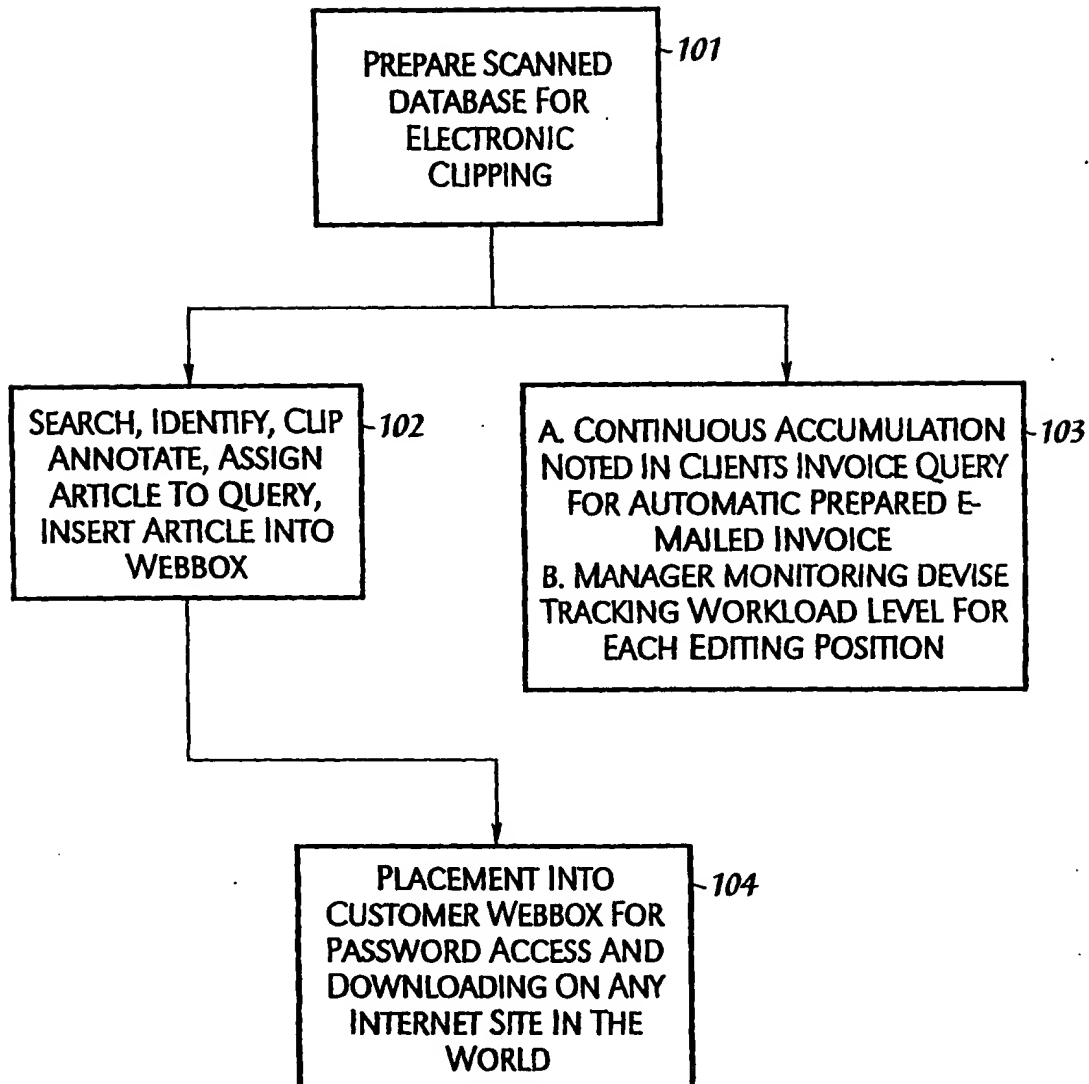 PREPARE SCANNED
DATABASE FOR
ELECTRONIC
CLIPPING
101
SEARCH, IDENTIFY, CLIP
ANNOTATE, ASSIGN
ARTICLE TO QUERY,
INSERT ARTICLE INTO
WEBBOX
102
A. CONTINUOUS ACCUMULATION
NOTED IN CLIENTS INVOICE QUERY
FOR AUTOMATIC PREPARED E-
MAILED INVOICE
B. MANAGER MONITORING DEVISE
TRACKING WORKLOAD LEVEL FOR
EACH EDITING POSITION
103
PLACEMENT INTO
CUSTOMER WEBBOX FOR
PASSWORD ACCESS AND
DOWNLOADING ON ANY
INTERNET SITE IN THE
WORLD
104